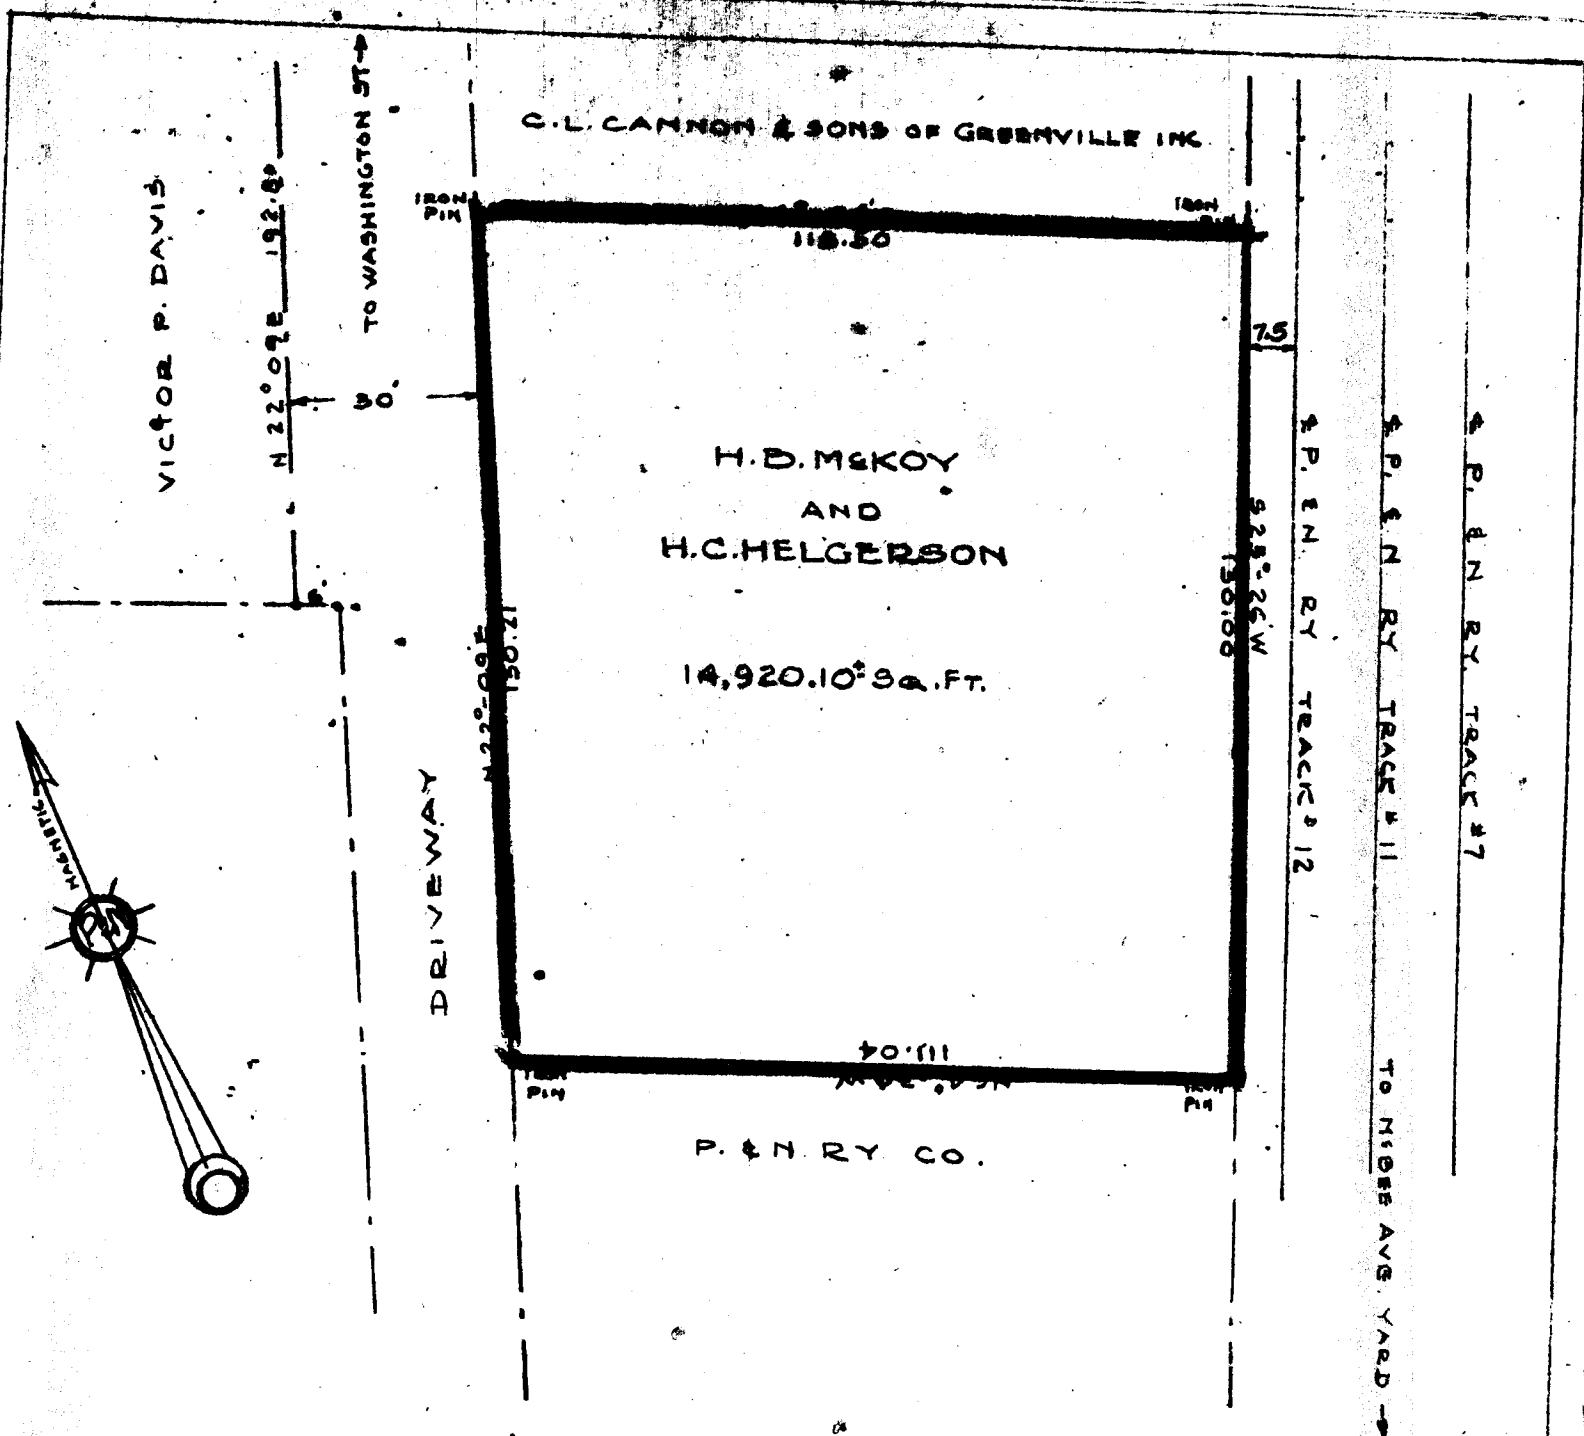 C.L. CANNON & SONS OF GREENVILLE INC.
TO WASHINGTON ST
VICTOR P. DAVIS
N 22° 09 E 192.8
IRON
PIN
IRON
PIN
118.50
7.5
30'
H.B. McKOY
AND
H.C. HELGERSON
14,920.10± SQ. FT.
N 22°-09 E
130.21
S 25°-26 W
130.00
6'
DRIVEWAY
MAGNETIC
P&N
℄ P. & N. RY TRACK # 12
℄ P. & N RY TRACK # 11
℄ P. & N RY. TRACK #7
TO McBEE AVE. YARD
111.04
IRON
PIN
IRON
PIN
P. & N. RY CO.